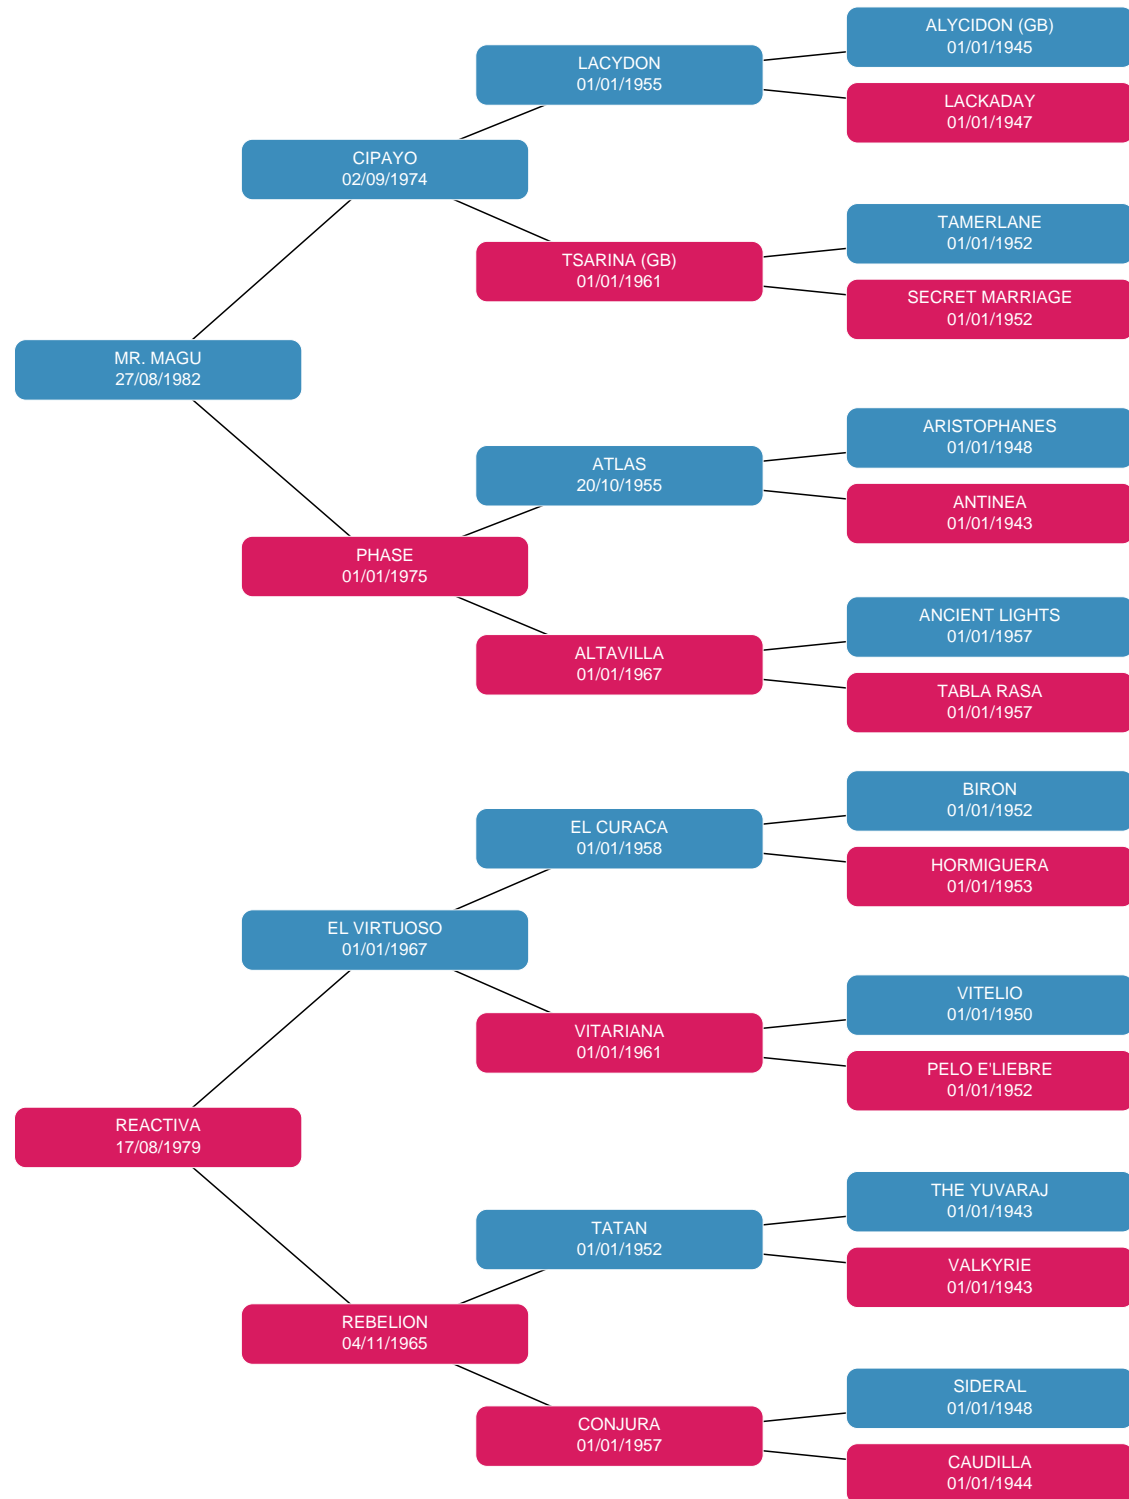 ALYCIDON (GB)
01/01/1945
LACYDON
01/01/1955
LACKADAY
01/01/1947
CIPAYO
02/09/1974
TAMERLANE
01/01/1952
TSARINA (GB)
01/01/1961
SECRET MARRIAGE
01/01/1952
MR. MAGU
27/08/1982
ARISTOPHANES
01/01/1948
ATLAS
20/10/1955
ANTINEA
01/01/1943
PHASE
01/01/1975
ANCIENT LIGHTS
01/01/1957
ALTAVILLA
01/01/1967
TABLA RASA
01/01/1957
BIRON
01/01/1952
EL CURACA
01/01/1958
HORMIGUERA
01/01/1953
EL VIRTUOSO
01/01/1967
VITELIO
01/01/1950
VITARIANA
01/01/1961
PELO E'LIEBRE
01/01/1952
REACTIVA
17/08/1979
THE YUVARAJ
01/01/1943
TATAN
01/01/1952
VALKYRIE
01/01/1943
REBELION
04/11/1965
SIDERAL
01/01/1948
CONJURA
01/01/1957
CAUDILLA
01/01/1944